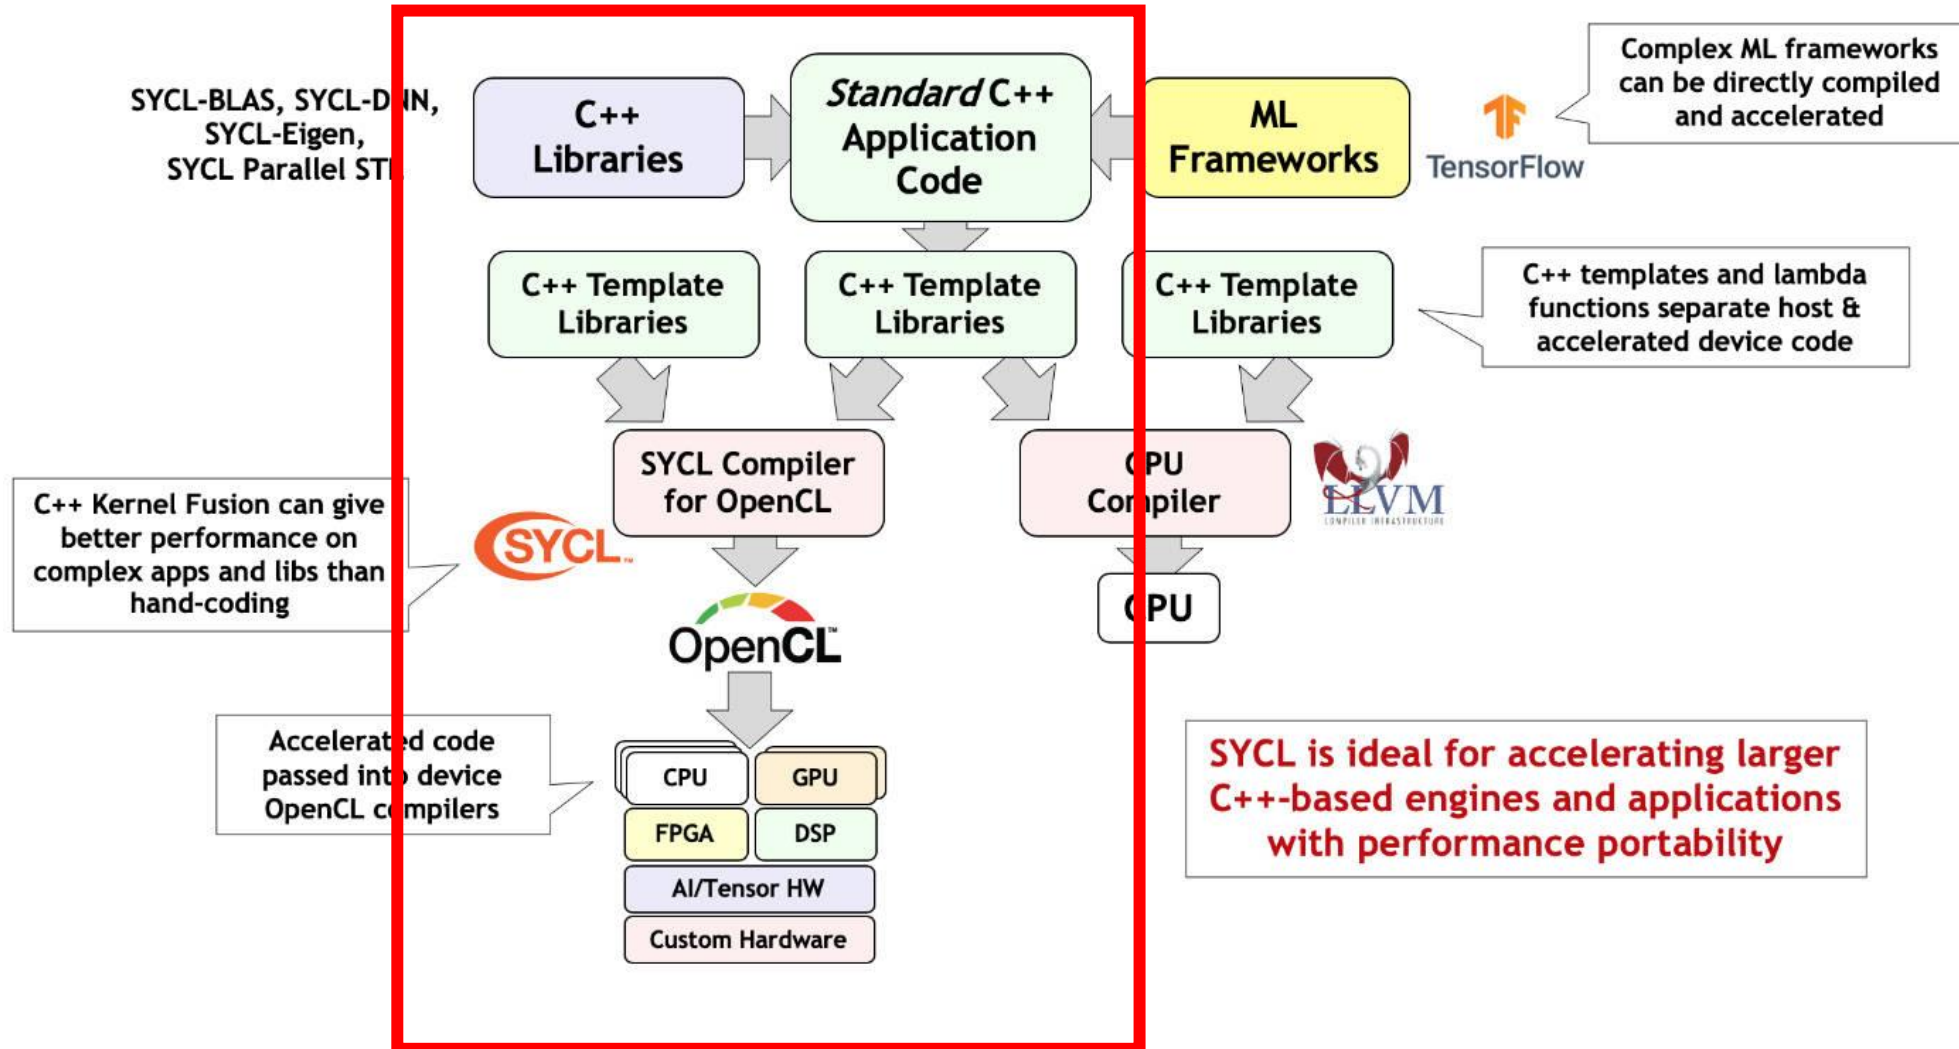 SYCL-BLAS, SYCL-DNN,
SYCL-Eigen,
SYCL Parallel STL
C++
Libraries
Standard C++
Application
Code
ML
Frameworks
TensorFlow
Complex ML frameworks
can be directly compiled
and accelerated
C++ Template
Libraries
C++ Template
Libraries
C++ Template
Libraries
C++ templates and lambda
functions separate host &
accelerated device code
SYCL Compiler
for OpenCL
CPU
Compiler
LLVM
COMPILER INFRASTRUCTURE
C++ Kernel Fusion can give
better performance on
complex apps and libs than
hand-coding
SYCL™
OpenCL™
CPU
Accelerated code
passed into device
OpenCL compilers
CPU
GPU
FPGA
DSP
AI/Tensor HW
Custom Hardware
SYCL is ideal for accelerating larger
C++-based engines and applications
with performance portability